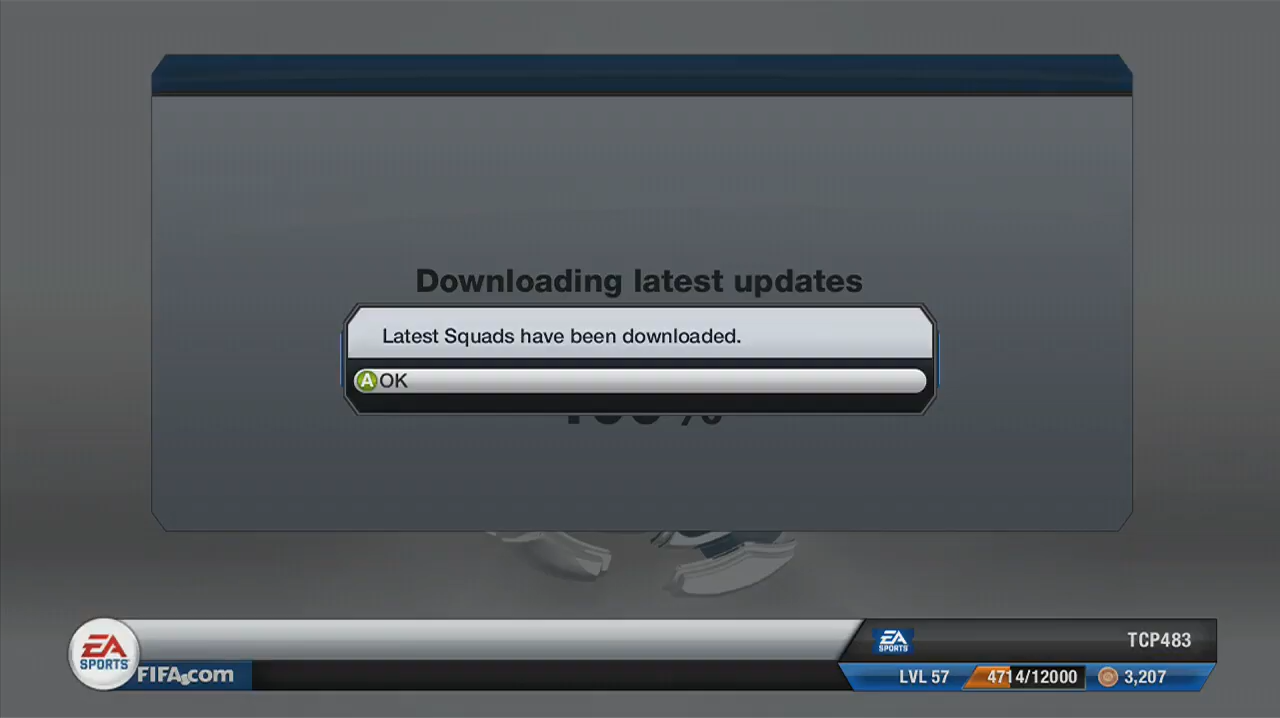 Downloading latest updates
Latest Squads have been downloaded.
A OK
100%
EA
SPORTS
FIFA.com
EA
SPORTS
TCP483
LVL 57
4714/12000
3,207